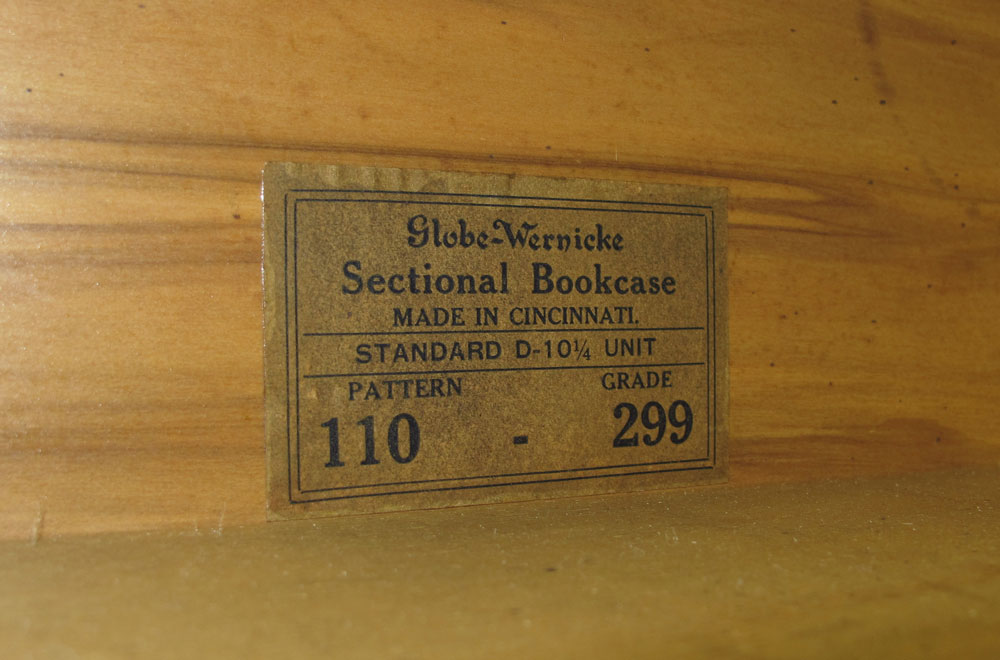 Globe-Wernicke
Sectional Bookcase
MADE IN CINCINNATI.
STANDARD D-10¼ UNIT
PATTERN GRADE
110 - 299